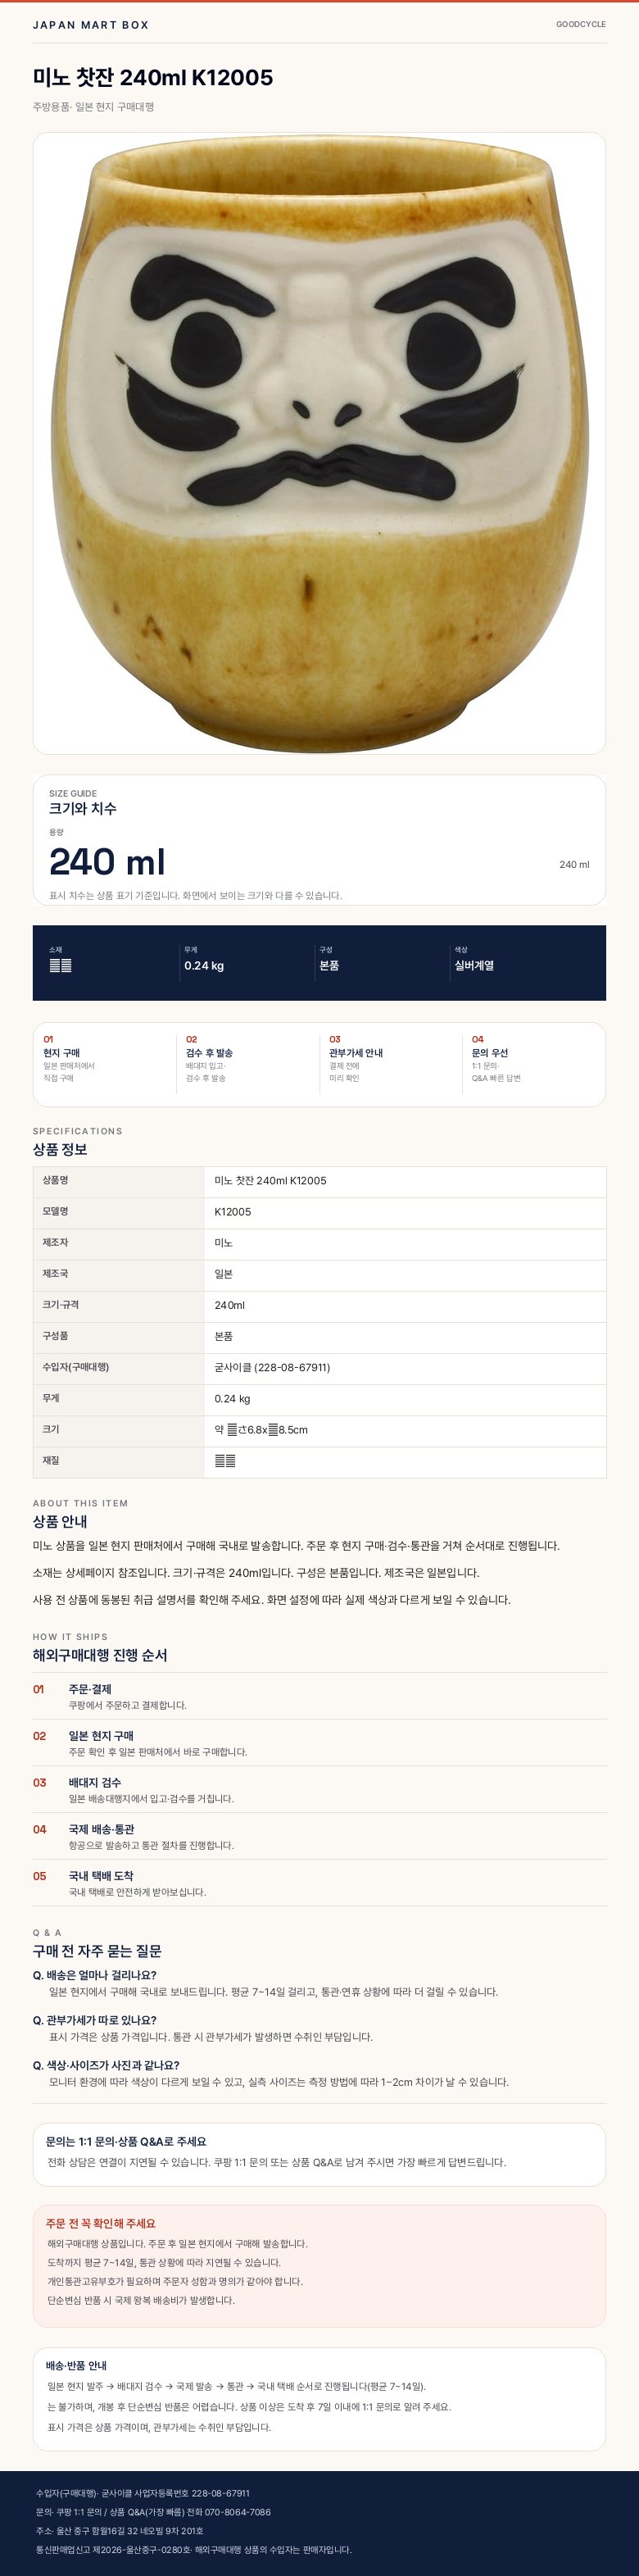 JAPAN MART BOX
GOODCYCLE
미노 찻잔 240ml K12005
주방용품· 일본 현지 구매대행
SIZE GUIDE
크기와 치수
용량
240 ml
240 ml
표시 치수는 상품 표기 기준입니다. 화면에서 보이는 크기와 다를 수 있습니다.
소재
무게
0.24 kg
구성
본품
색상
실버계열
01
현지 구매
일본 판매처에서
직접 구매
02
검수 후 발송
배대지 입고·
검수 후 발송
03
관부가세 안내
결제 전에
미리 확인
04
문의 우선
1:1 문의·
Q&A 빠른 답변
SPECIFICATIONS
상품 정보
상품명 미노 찻잔 240ml K12005
모델명 K12005
제조자 미노
제조국 일본
크기·규격 240ml
구성품 본품
수입자(구매대행) 굳사이클 (228-08-67911)
무게 0.24 kg
크기 약 さ6.8x 8.5cm
재질
ABOUT THIS ITEM
상품 안내
미노 상품을 일본 현지 판매처에서 구매해 국내로 발송합니다. 주문 후 현지 구매·검수·통관을 거쳐 순서대로 진행됩니다.
소재는 상세페이지 참조입니다. 크기·규격은 240ml입니다. 구성은 본품입니다. 제조국은 일본입니다.
사용 전 상품에 동봉된 취급 설명서를 확인해 주세요. 화면 설정에 따라 실제 색상과 다르게 보일 수 있습니다.
HOW IT SHIPS
해외구매대행 진행 순서
01 주문·결제
쿠팡에서 주문하고 결제합니다.
02 일본 현지 구매
주문 확인 후 일본 판매처에서 바로 구매합니다.
03 배대지 검수
일본 배송대행지에서 입고·검수를 거칩니다.
04 국제 배송·통관
항공으로 발송하고 통관 절차를 진행합니다.
05 국내 택배 도착
국내 택배로 안전하게 받아보십니다.
Q & A
구매 전 자주 묻는 질문
Q. 배송은 얼마나 걸리나요?
일본 현지에서 구매해 국내로 보내드립니다. 평균 7~14일 걸리고, 통관·연휴 상황에 따라 더 걸릴 수 있습니다.
Q. 관부가세가 따로 있나요?
표시 가격은 상품 가격입니다. 통관 시 관부가세가 발생하면 수취인 부담입니다.
Q. 색상·사이즈가 사진과 같나요?
모니터 환경에 따라 색상이 다르게 보일 수 있고, 실측 사이즈는 측정 방법에 따라 1~2cm 차이가 날 수 있습니다.
문의는 1:1 문의·상품 Q&A로 주세요
전화 상담은 연결이 지연될 수 있습니다. 쿠팡 1:1 문의 또는 상품 Q&A로 남겨 주시면 가장 빠르게 답변드립니다.
주문 전 꼭 확인해 주세요
해외구매대행 상품입니다. 주문 후 일본 현지에서 구매해 발송합니다.
도착까지 평균 7~14일, 통관 상황에 따라 지연될 수 있습니다.
개인통관고유부호가 필요하며 주문자 성함과 명의가 같아야 합니다.
단순변심 반품 시 국제 왕복 배송비가 발생합니다.
배송·반품 안내
일본 현지 발주 → 배대지 검수 → 국제 발송 → 통관 → 국내 택배 순서로 진행됩니다(평균 7~14일).
는 불가하며, 개봉 후 단순변심 반품은 어렵습니다. 상품 이상은 도착 후 7일 이내에 1:1 문의로 알려 주세요.
표시 가격은 상품 가격이며, 관부가세는 수취인 부담입니다.
수입자(구매대행)· 굳사이클 사업자등록번호 228-08-67911
문의· 쿠팡 1:1 문의 / 상품 Q&A(가장 빠름) 전화 070-8064-7086
주소· 울산 중구 함월16길 32 네오빌 9차 201호
통신판매업신고 제2026-울산중구-0280호· 해외구매대행 상품의 수입자는 판매자입니다.